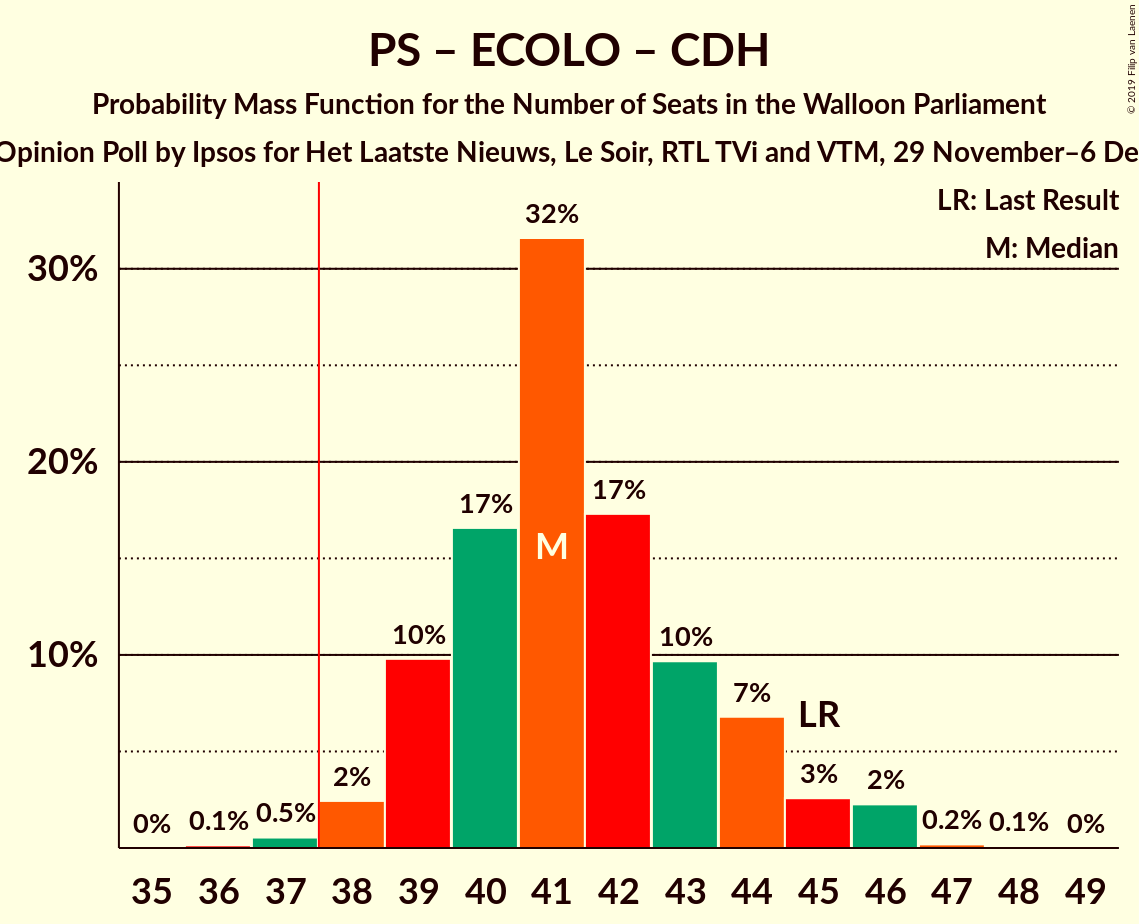 PS – ECOLO – CDH
© 2019 Filip van Laenen
Probability Mass Function for the Number of Seats in the Walloon Parliament
Opinion Poll by Ipsos for Het Laatste Nieuws, Le Soir, RTL TVi and VTM, 29 November–6 De
LR: Last Result
M: Median
30%
20%
10%
0%
0.1%
0.5%
2%
10%
17%
32%
M
17%
10%
7%
LR
3%
2%
0.2%
0.1%
0%
35 36 37 38 39 40 41 42 43 44 45 46 47 48 49